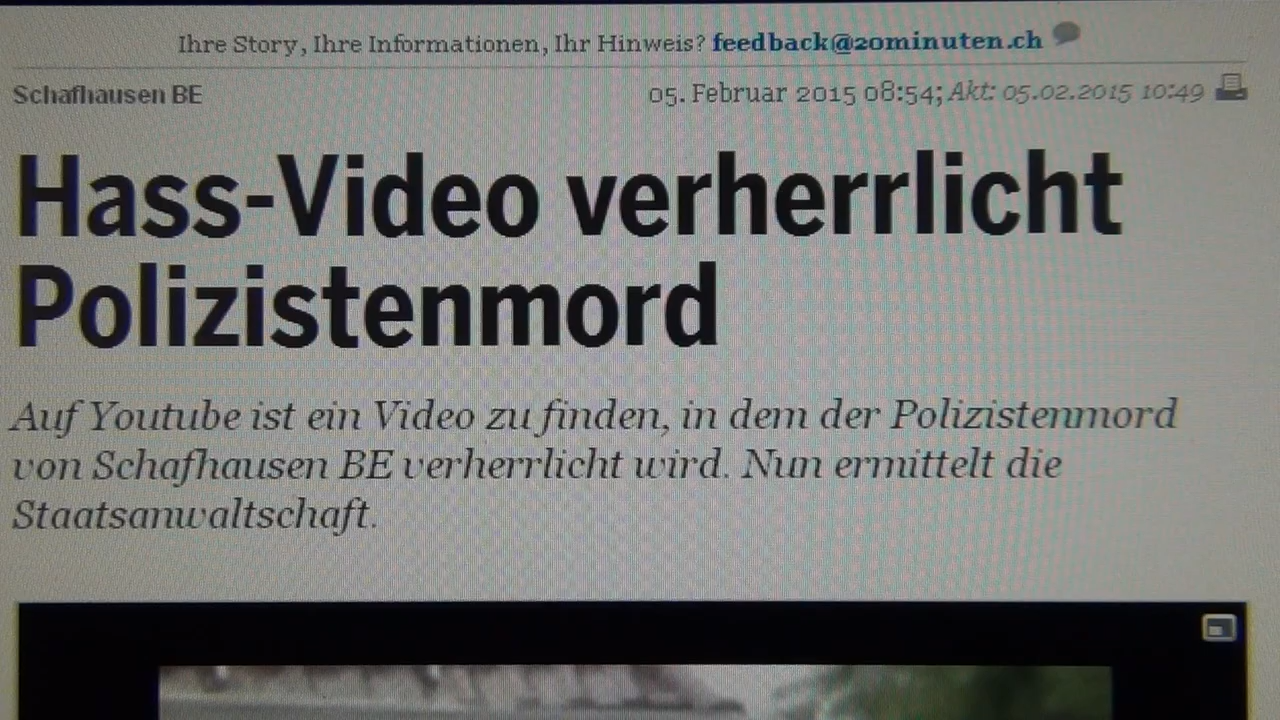 Ihre Story, Ihre Informationen, Ihr Hinweis? feedback@20minuten.ch
Schafhausen BE
05. Februar 2015 08:54; Akt: 05.02.2015 10:49
Hass-Video verherrlicht
Polizistenmord
Auf Youtube ist ein Video zu finden, in dem der Polizistenmord
von Schafhausen BE verherrlicht wird. Nun ermittelt die
Staatsanwaltschaft.